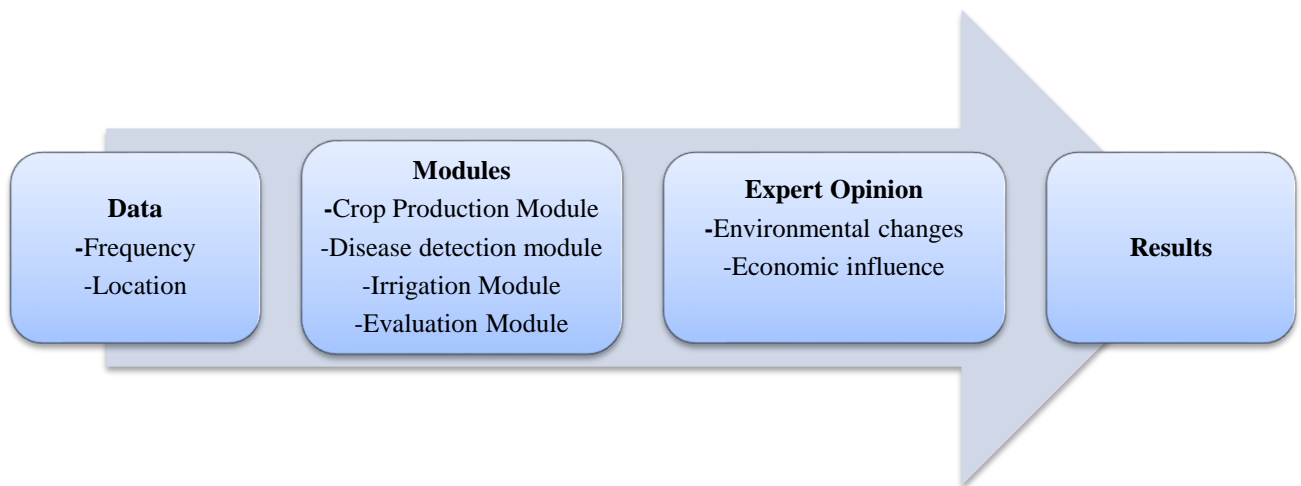 Data
-Frequency
-Location
Modules
-Crop Production Module
-Disease detection module
-Irrigation Module
-Evaluation Module
Expert Opinion
-Environmental changes
-Economic influence
Results